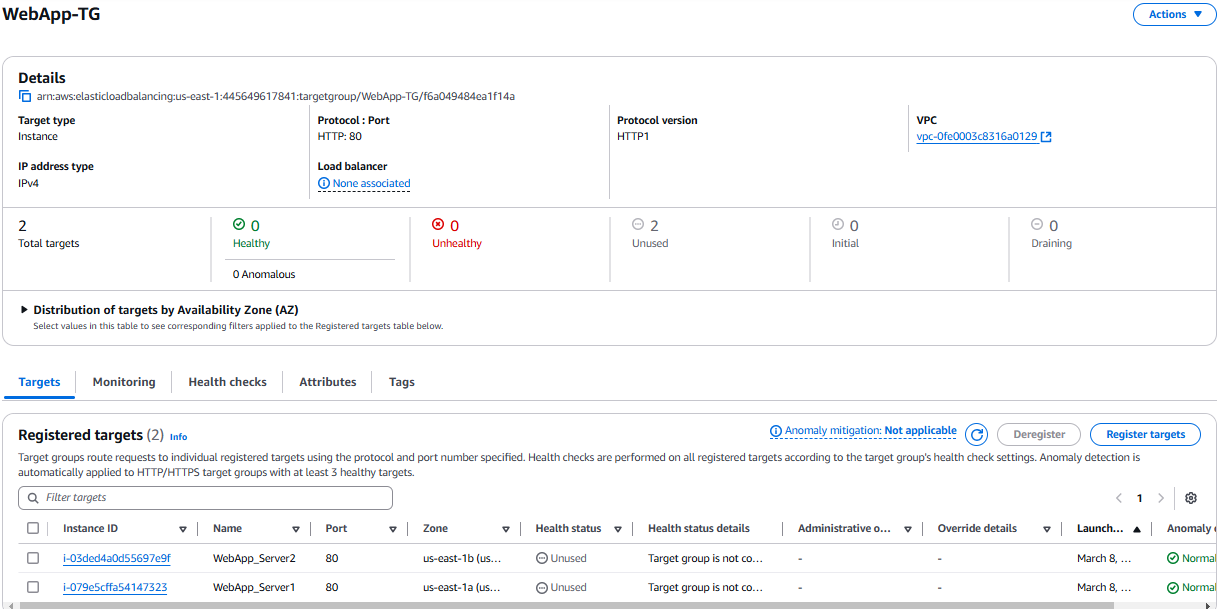 WebApp-TG
Actions
Details
arn:aws:elasticloadbalancing:us-east-1:445649617841:targetgroup/WebApp-TG/f6a049484ea1f14a
Target type
Instance
Protocol : Port
HTTP: 80
Protocol version
HTTP1
VPC
vpc-0fe0003c8316a0129
IP address type
IPv4
Load balancer
None associated
2
Total targets
0
Healthy
0 Anomalous
0
Unhealthy
2
Unused
0
Initial
0
Draining
Distribution of targets by Availability Zone (AZ)
Select values in this table to see corresponding filters applied to the Registered targets table below.
Targets Monitoring Health checks Attributes Tags
Registered targets (2) Info
Anomaly mitigation: Not applicable
Deregister
Register targets
Target groups route requests to individual registered targets using the protocol and port number specified. Health checks are performed on all registered targets according to the target group's health check settings. Anomaly detection is
automatically applied to HTTP/HTTPS target groups with at least 3 healthy targets.
Filter targets
1
Instance ID Name Port Zone Health status Health status details Administrative o... Override details Launch... Anomaly
i-03ded4a0d55697e9f WebApp_Server2 80 us-east-1b (us... Unused Target group is not co... - - March 8, ... Normal
i-079e5cffa54147323 WebApp_Server1 80 us-east-1a (us... Unused Target group is not co... - - March 8, ... Normal